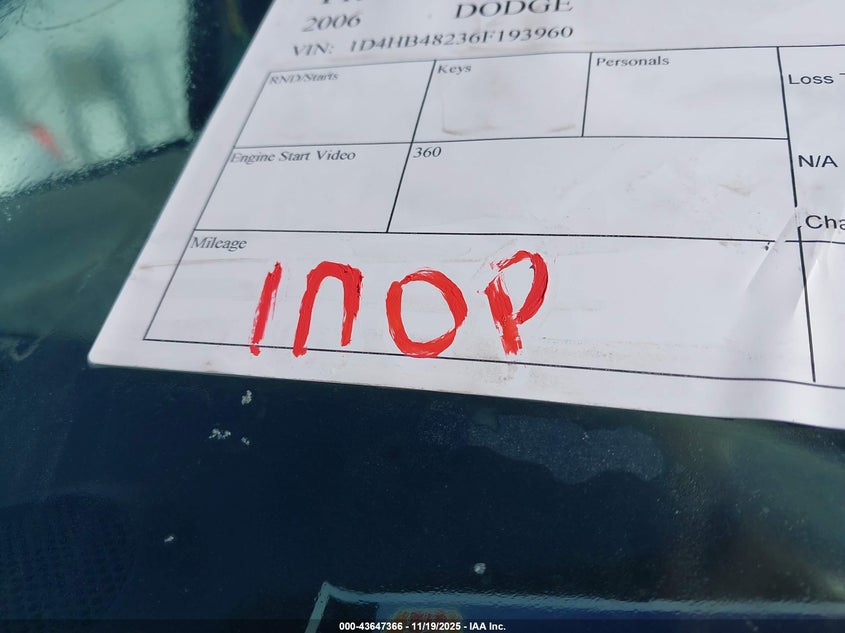 2006 DODGE
VIN: 1D4HB48236F193960
RND/Starts Keys Personals Loss
Engine Start Video 360 N/A
Cha
Mileage
INOP
000-43647366 - 11/19/2025 - IAA Inc.